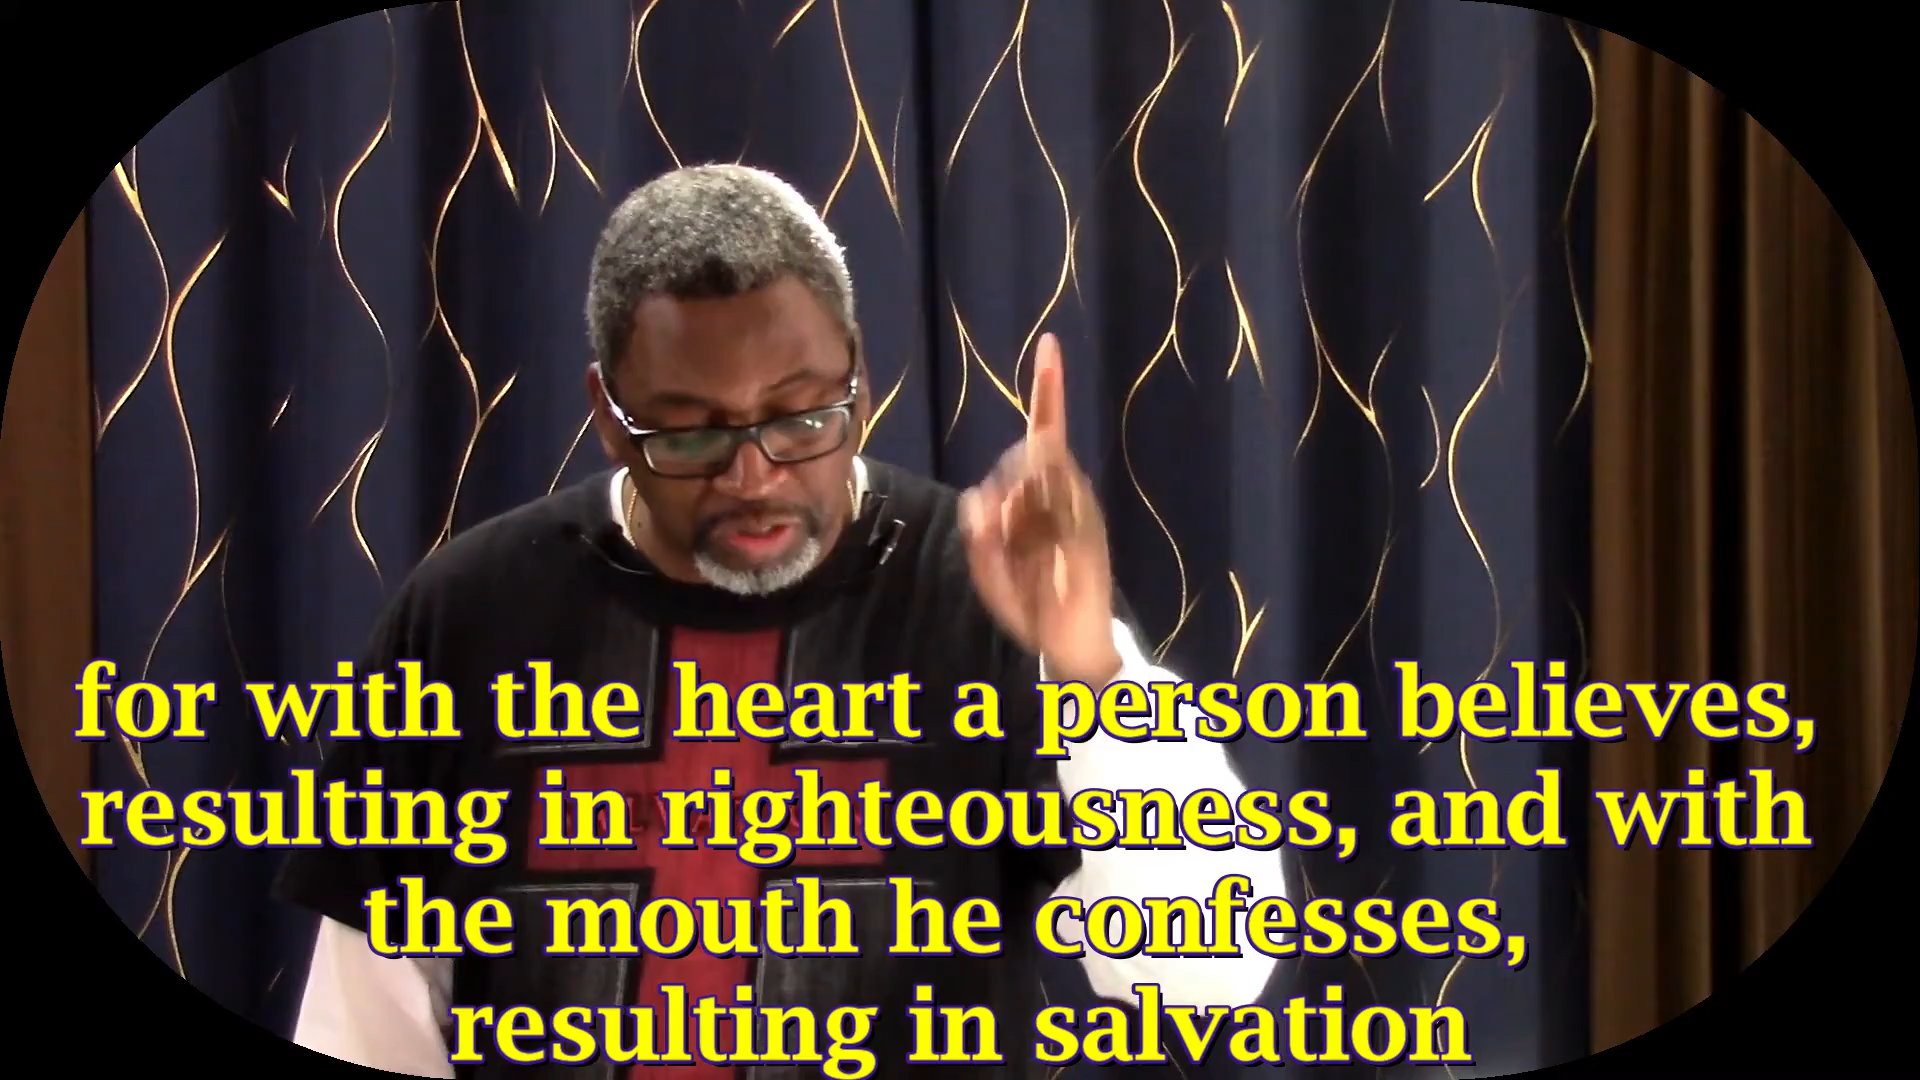 for with the heart a person believes,
resulting in righteousness, and with
the mouth he confesses,
resulting in salvation